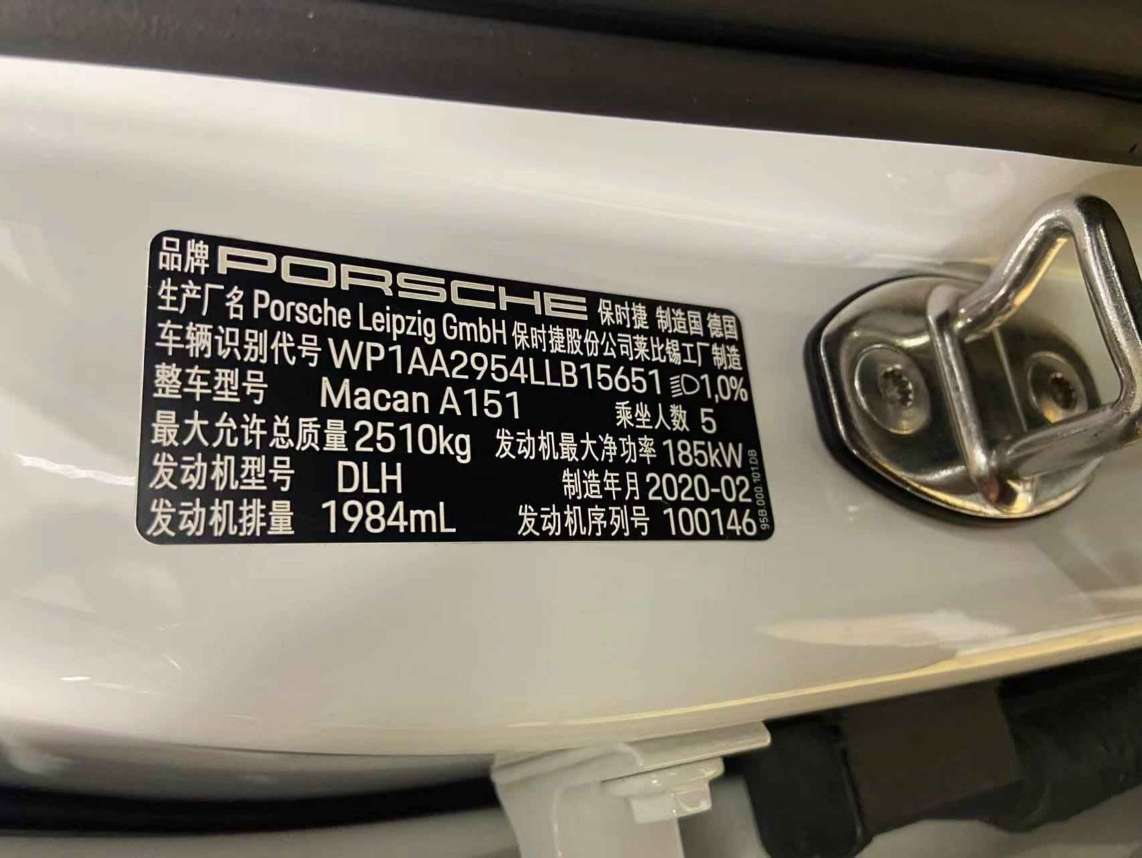 品牌 PORSCHE 保时捷 制造国 德国
生产厂名 Porsche Leipzig GmbH 保时捷股份公司莱比锡工厂制造
车辆识别代号 WP1AA2954LLB15651 1,0%
整车型号 Macan A151 乘坐人数 5
最大允许总质量 2510kg 发动机最大净功率 185kW
发动机型号 DLH 制造年月 2020-02
发动机排量 1984mL 发动机序列号 100146
95B.000.101.DB